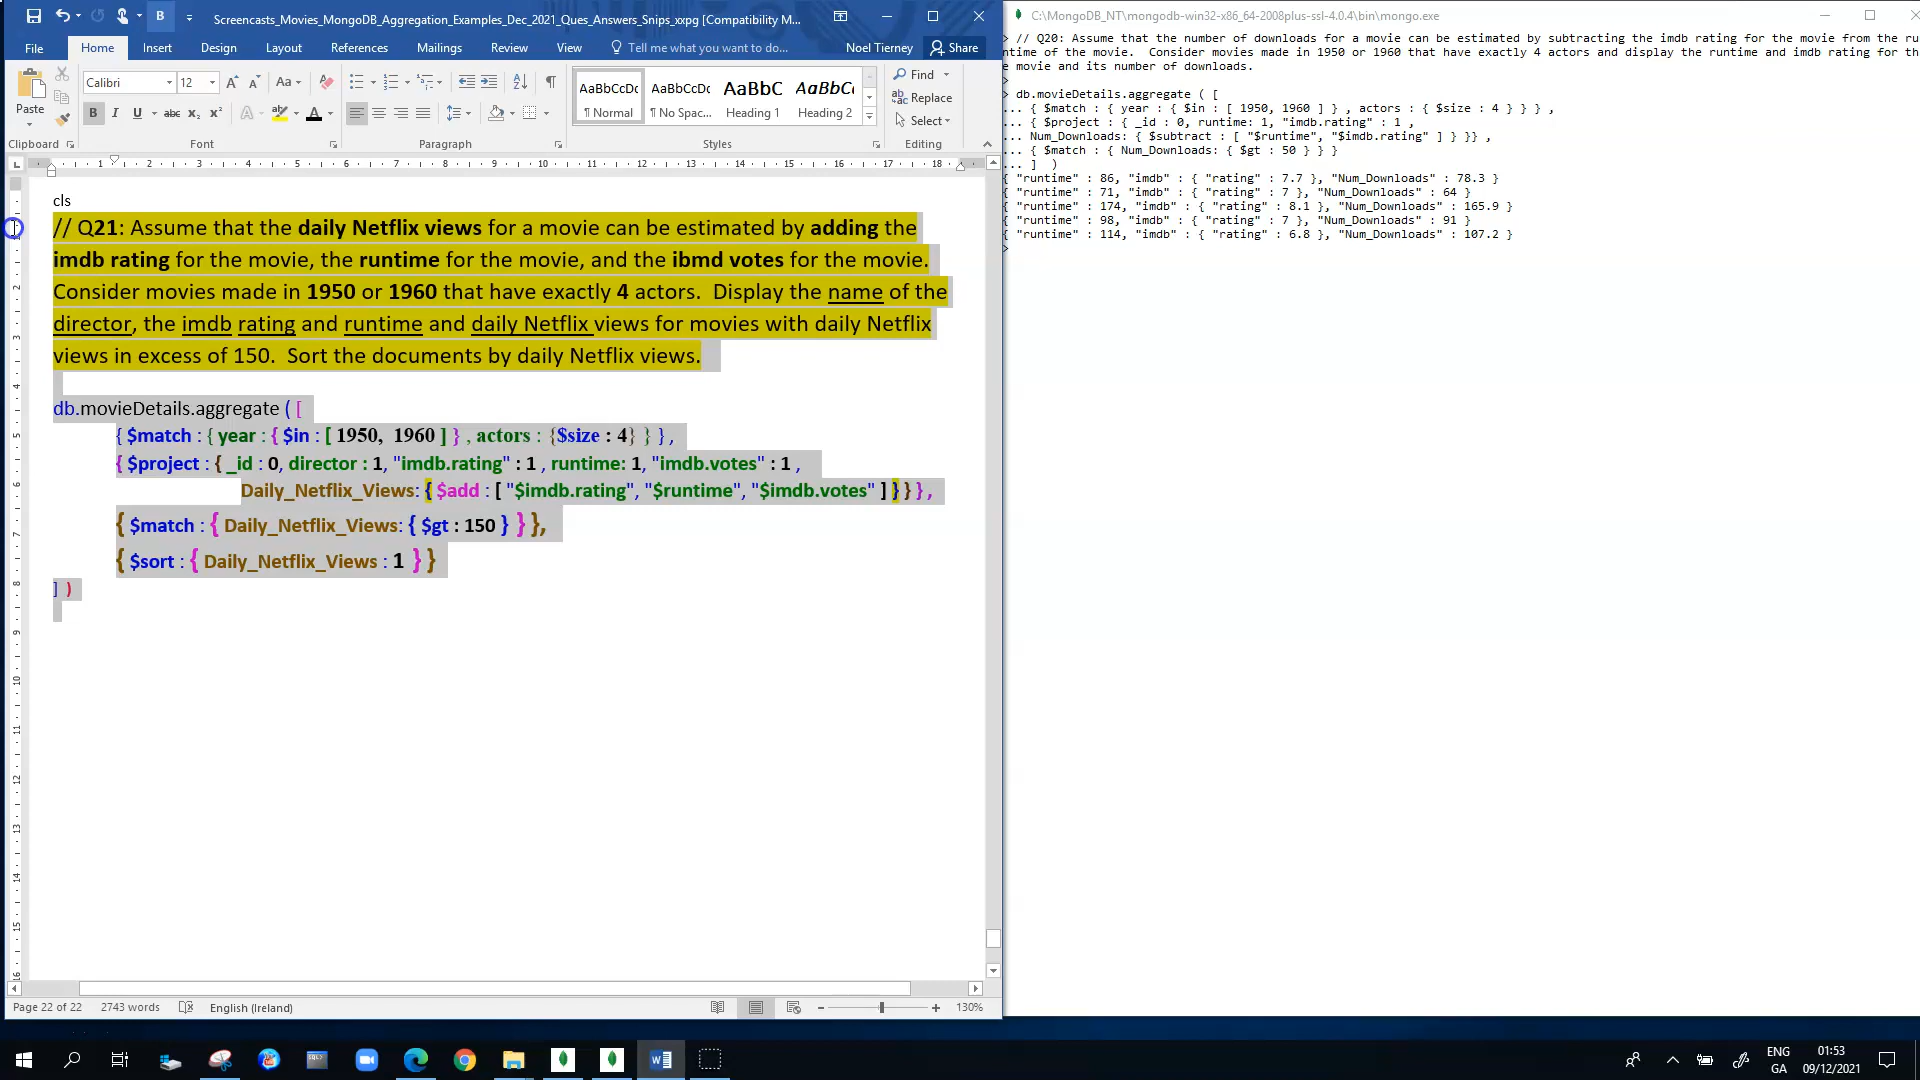 Screencasts_Movies_MongoDB_Aggregation_Examples_Dec_2021_Ques_Answers_Snips_xxpg [Compatibility M...
File Home Insert Design Layout References Mailings Review View Tell me what you want to do... Noel Tierney Share
Paste
Calibri 12
AaBbCcDc AaBbCcDc AaBbC AaBbC
¶ Normal ¶ No Spac... Heading 1 Heading 2
Find
Replace
Select
Clipboard Font Paragraph Styles Editing
cls
// Q21: Assume that the daily Netflix views for a movie can be estimated by adding the
imdb rating for the movie, the runtime for the movie, and the ibmd votes for the movie.
Consider movies made in 1950 or 1960 that have exactly 4 actors.  Display the name of the
director, the imdb rating and runtime and daily Netflix views for movies with daily Netflix
views in excess of 150.  Sort the documents by daily Netflix views.
db.movieDetails.aggregate ( [
{ $match : { year : { $in : [ 1950,  1960 ] } , actors : {$size : 4} } } ,
{ $project : { _id : 0, director : 1, "imdb.rating" : 1 , runtime: 1, "imdb.votes" : 1 ,
Daily_Netflix_Views: { $add : [ "$imdb.rating", "$runtime", "$imdb.votes" ] } } } ,
{ $match : { Daily_Netflix_Views: { $gt : 150 } } },
{ $sort : { Daily_Netflix_Views : 1 } }
] )
Page 22 of 22 2743 words English (Ireland) 130%
C:\MongoDB_NT\mongodb-win32-x86_64-2008plus-ssl-4.0.4\bin\mongo.exe
> // Q20: Assume that the number of downloads for a movie can be estimated by subtracting the imdb rating for the movie from the ru
ntime of the movie.  Consider movies made in 1950 or 1960 that have exactly 4 actors and display the runtime and imdb rating for th
e movie and its number of downloads.
>
> db.movieDetails.aggregate ( [
... { $match : { year : { $in : [ 1950, 1960 ] } , actors : { $size : 4 } } } ,
... { $project : { _id : 0, runtime: 1, "imdb.rating" : 1 ,
... Num_Downloads: { $subtract : [ "$runtime", "$imdb.rating" ] } }} ,
... { $match : { Num_Downloads: { $gt : 50 } } }
... ]  )
{ "runtime" : 86, "imdb" : { "rating" : 7.7 }, "Num_Downloads" : 78.3 }
{ "runtime" : 71, "imdb" : { "rating" : 7 }, "Num_Downloads" : 64 }
{ "runtime" : 174, "imdb" : { "rating" : 8.1 }, "Num_Downloads" : 165.9 }
{ "runtime" : 98, "imdb" : { "rating" : 7 }, "Num_Downloads" : 91 }
{ "runtime" : 114, "imdb" : { "rating" : 6.8 }, "Num_Downloads" : 107.2 }
>
ENG
GA
01:53
09/12/2021